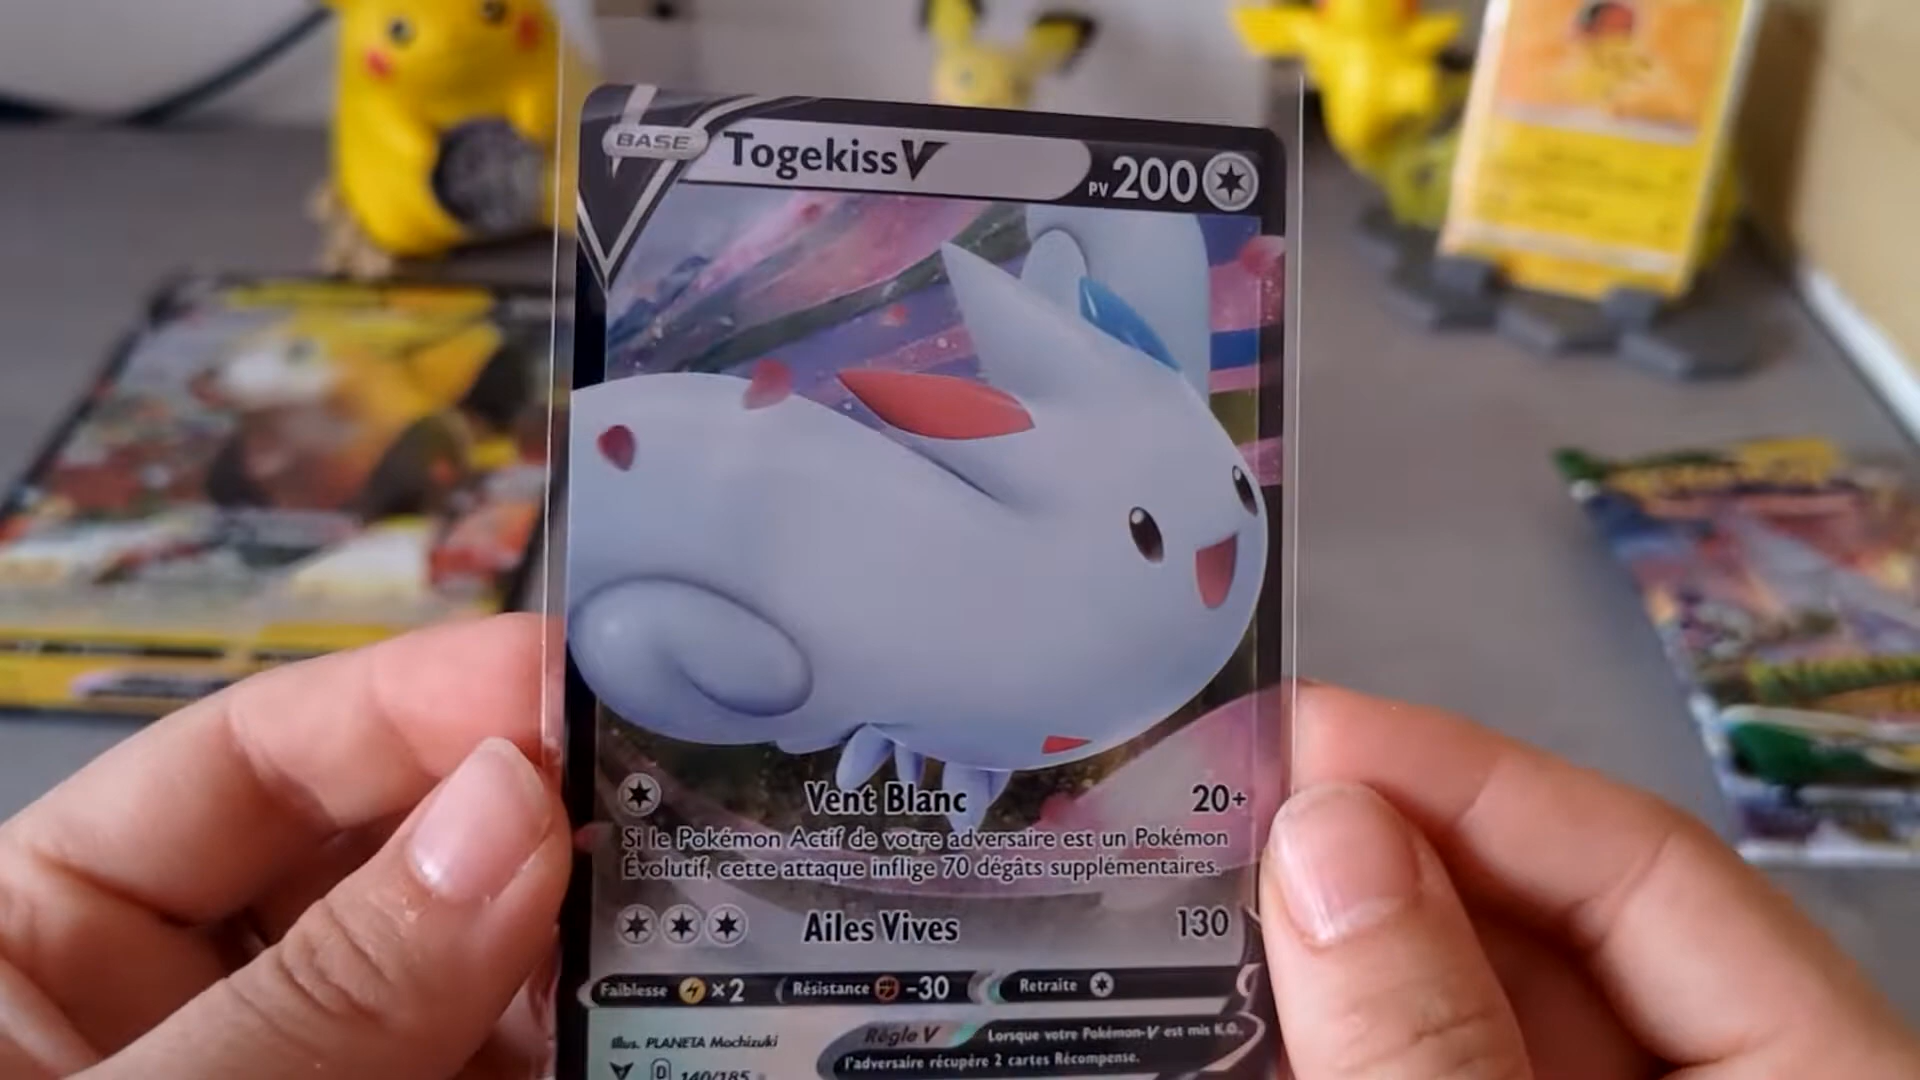 BASE TogekissV PV 200
Vent Blanc 20+
Si le Pokémon Actif de votre adversaire est un Pokémon
Évolutif, cette attaque inflige 70 dégâts supplémentaires.
Ailes Vives 130
Faiblesse ×2 Résistance -30 Retraite
Illus. PLANETA Mochizuki
Règle V Lorsque votre Pokémon-V est mis K.O.,
l'adversaire récupère 2 cartes Récompense.
D 140/185